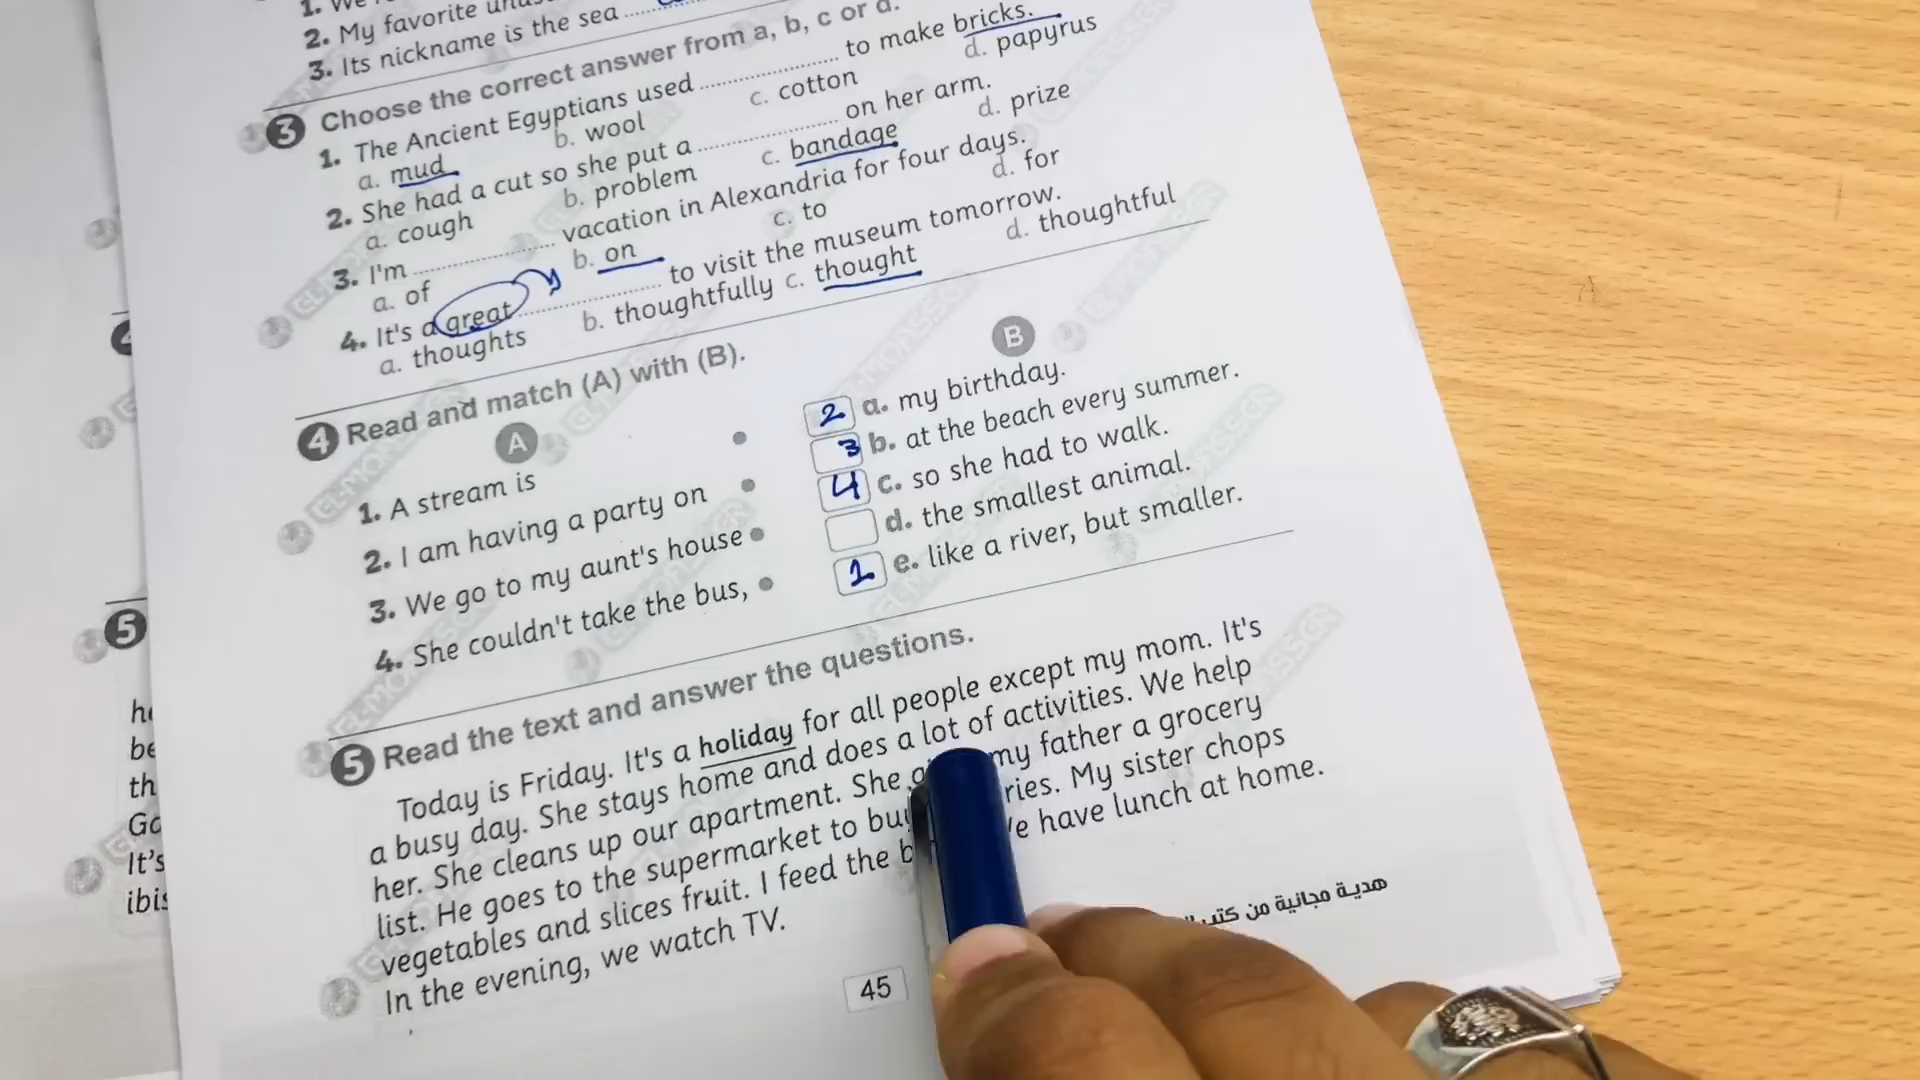 1. We
2. My favorite
3. Its nickname is the sea
3 Choose the correct answer from a, b, c or d.
1. The Ancient Egyptians used to make bricks.
a. mud b. wool c. cotton d. papyrus
2. She had a cut so she put a on her arm.
a. cough b. problem c. bandage d. prize
3. I'm vacation in Alexandria for four days.
a. of b. on c. to d. for
4. It's a great to visit the museum tomorrow.
a. thoughts b. thoughtfully c. thought d. thoughtful
4 Read and match (A) with (B).
A B
1. A stream is
2. I am having a party on
3. We go to my aunt's house
4. She couldn't take the bus,
2 a. my birthday.
3 b. at the beach every summer.
4 c. so she had to walk.
d. the smallest animal.
1 e. like a river, but smaller.
5 Read the text and answer the questions.
Today is Friday. It's a holiday for all people except my mom. It's
a busy day. She stays home and does a lot of activities. We help
her. She cleans up our apartment. She my father a grocery
list. He goes to the supermarket to buy My sister chops
vegetables and slices fruit. I feed the have lunch at home.
In the evening, we watch TV.
هدية مجانية من
45
5
be
th
It's